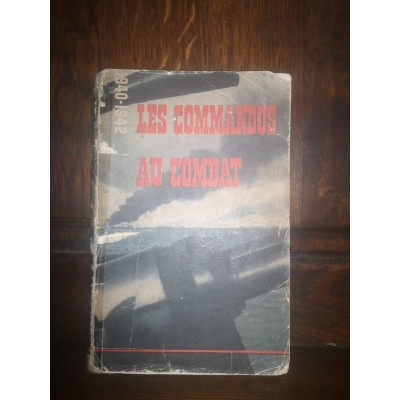 1940-1942
LES COMMANDOS
AU COMBAT